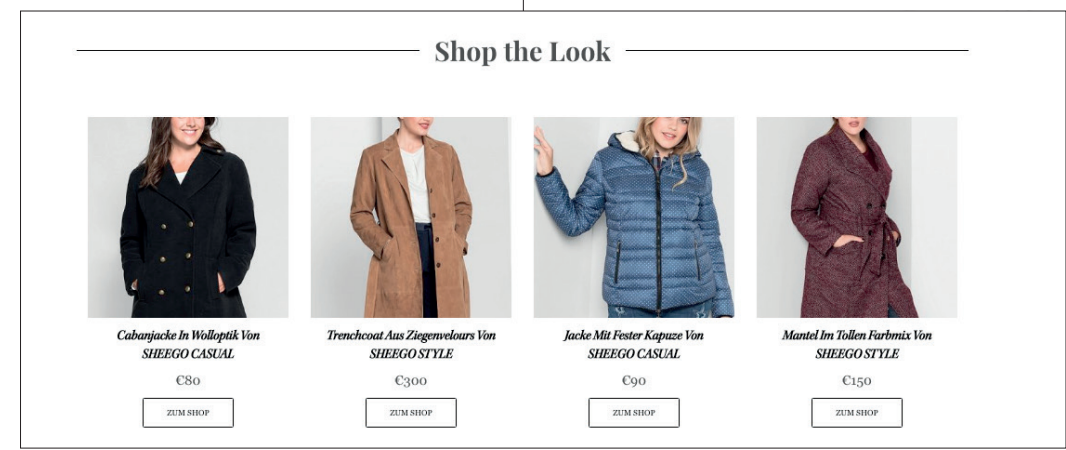 Shop the Look
Cabanjacke In Wolloptik Von
SHEEGO CASUAL
€80
ZUM SHOP
Trenchcoat Aus Ziegenvelours Von
SHEEGO STYLE
€300
ZUM SHOP
Jacke Mit Fester Kapuze Von
SHEEGO CASUAL
€90
ZUM SHOP
Mantel Im Tollen Farbmix Von
SHEEGO STYLE
€150
ZUM SHOP